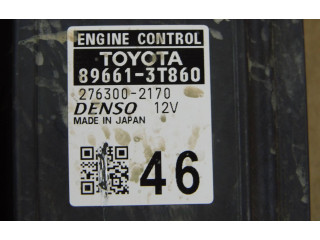 ENGINE CONTROL
TOYOTA
89661-3T860
276300-2170
DENSO 12V
MADE IN JAPAN
46